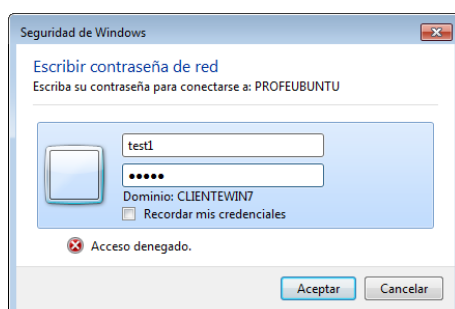 Seguridad de Windows
Escribir contraseña de red
Escriba su contraseña para conectarse a: PROFEUBUNTU
test1
●●●●●
Dominio: CLIENTEWIN7
Recordar mis credenciales
Acceso denegado.
Aceptar Cancelar